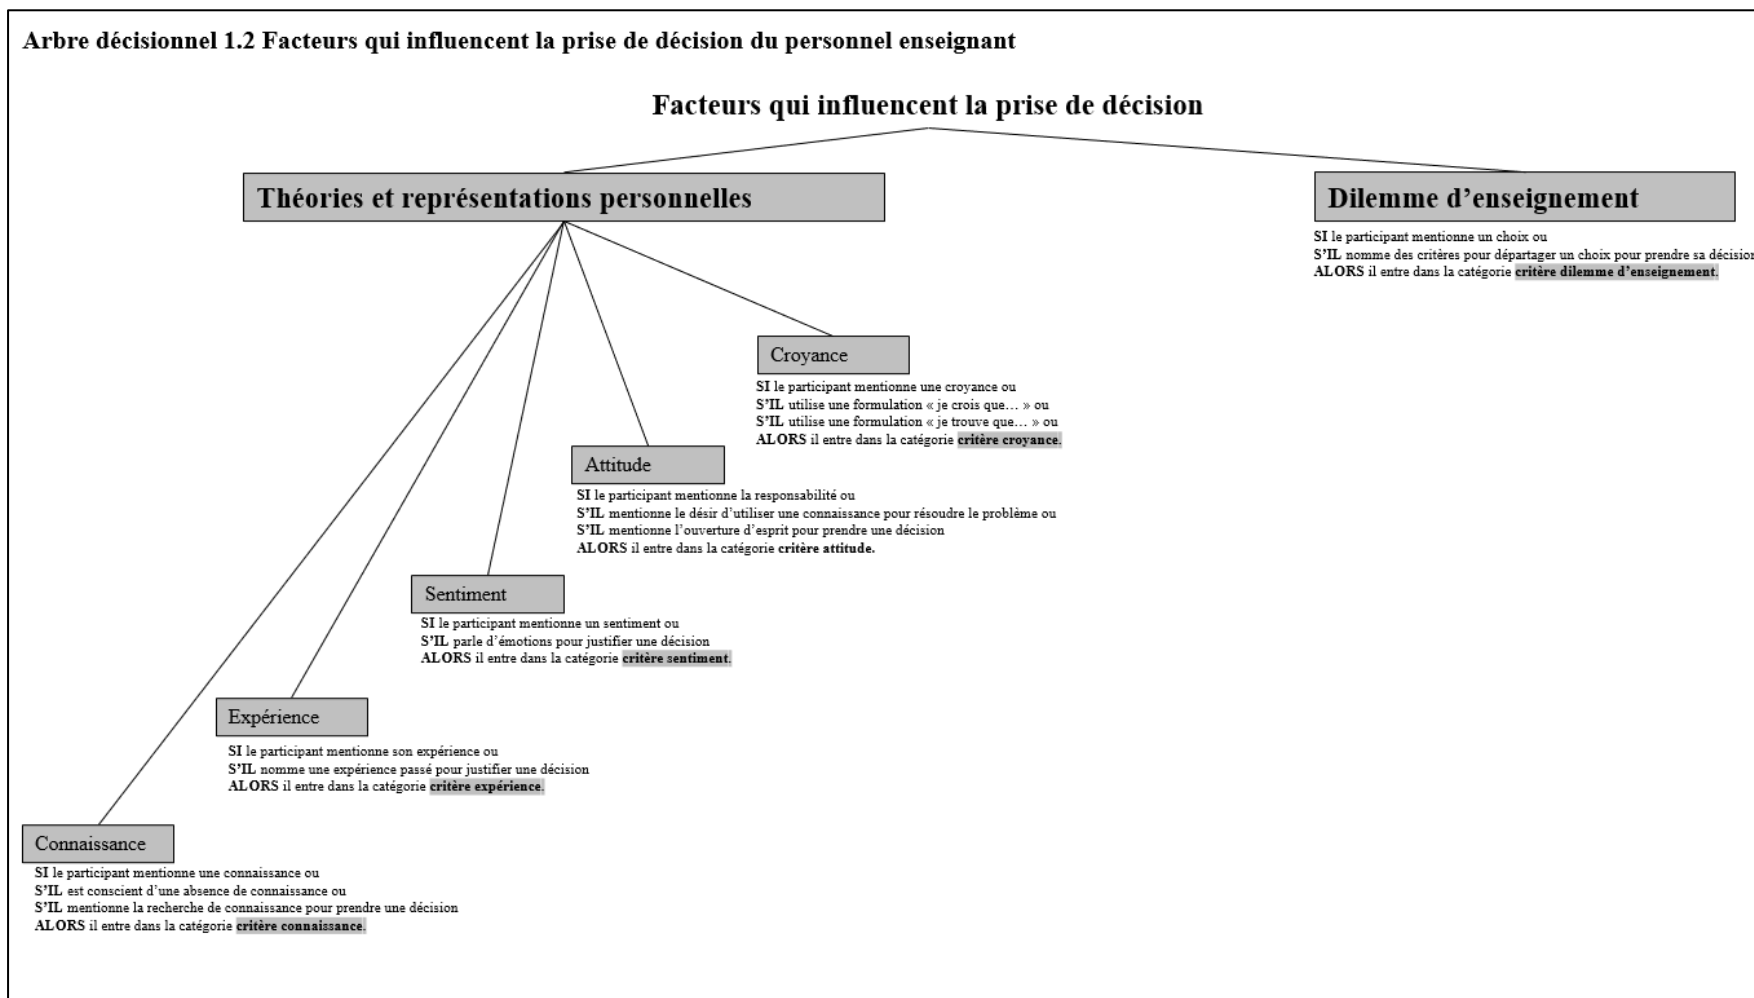 Arbre décisionnel 1.2 Facteurs qui influencent la prise de décision du personnel enseignant
Facteurs qui influencent la prise de décision
Théories et représentations personnelles
Dilemme d’enseignement
SI le participant mentionne un choix ou
S’IL nomme des critères pour départager un choix pour prendre sa décision
ALORS il entre dans la catégorie critère dilemme d’enseignement.
Croyance
SI le participant mentionne une croyance ou
S’IL utilise une formulation « je crois que… » ou
S’IL utilise une formulation « je trouve que… » ou
ALORS il entre dans la catégorie critère croyance.
Attitude
SI le participant mentionne la responsabilité ou
S’IL mentionne le désir d’utiliser une connaissance pour résoudre le problème ou
S’IL mentionne l’ouverture d’esprit pour prendre une décision
ALORS il entre dans la catégorie critère attitude.
Sentiment
SI le participant mentionne un sentiment ou
S’IL parle d’émotions pour justifier une décision
ALORS il entre dans la catégorie critère sentiment.
Expérience
SI le participant mentionne son expérience ou
S’IL nomme une expérience passé pour justifier une décision
ALORS il entre dans la catégorie critère expérience.
Connaissance
SI le participant mentionne une connaissance ou
S’IL est conscient d’une absence de connaissance ou
S’IL mentionne la recherche de connaissance pour prendre une décision
ALORS il entre dans la catégorie critère connaissance.